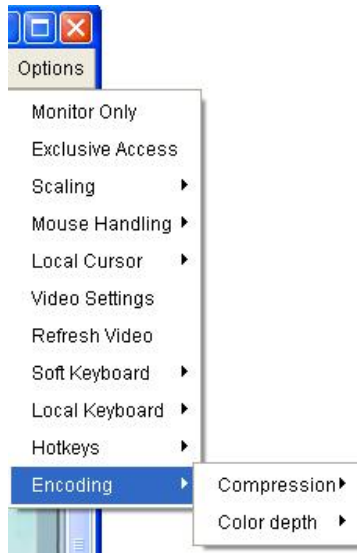 Options
Monitor Only
Exclusive Access
Scaling
Mouse Handling
Local Cursor
Video Settings
Refresh Video
Soft Keyboard
Local Keyboard
Hotkeys
Encoding
Compression
Color depth